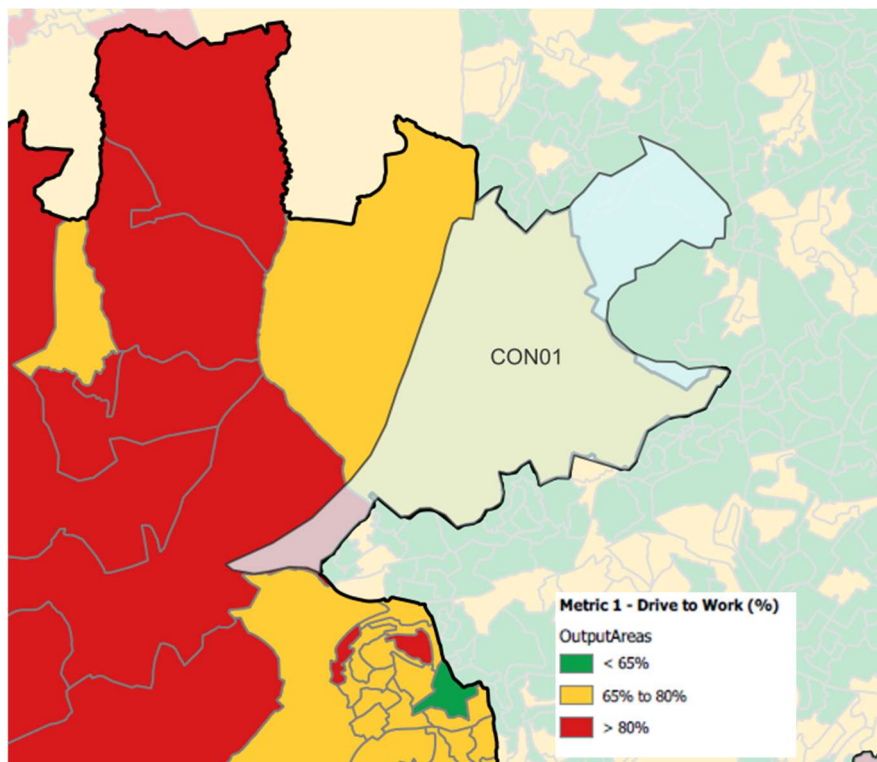 CON01
Metric 1 - Drive to Work (%)
OutputAreas
< 65%
65% to 80%
> 80%